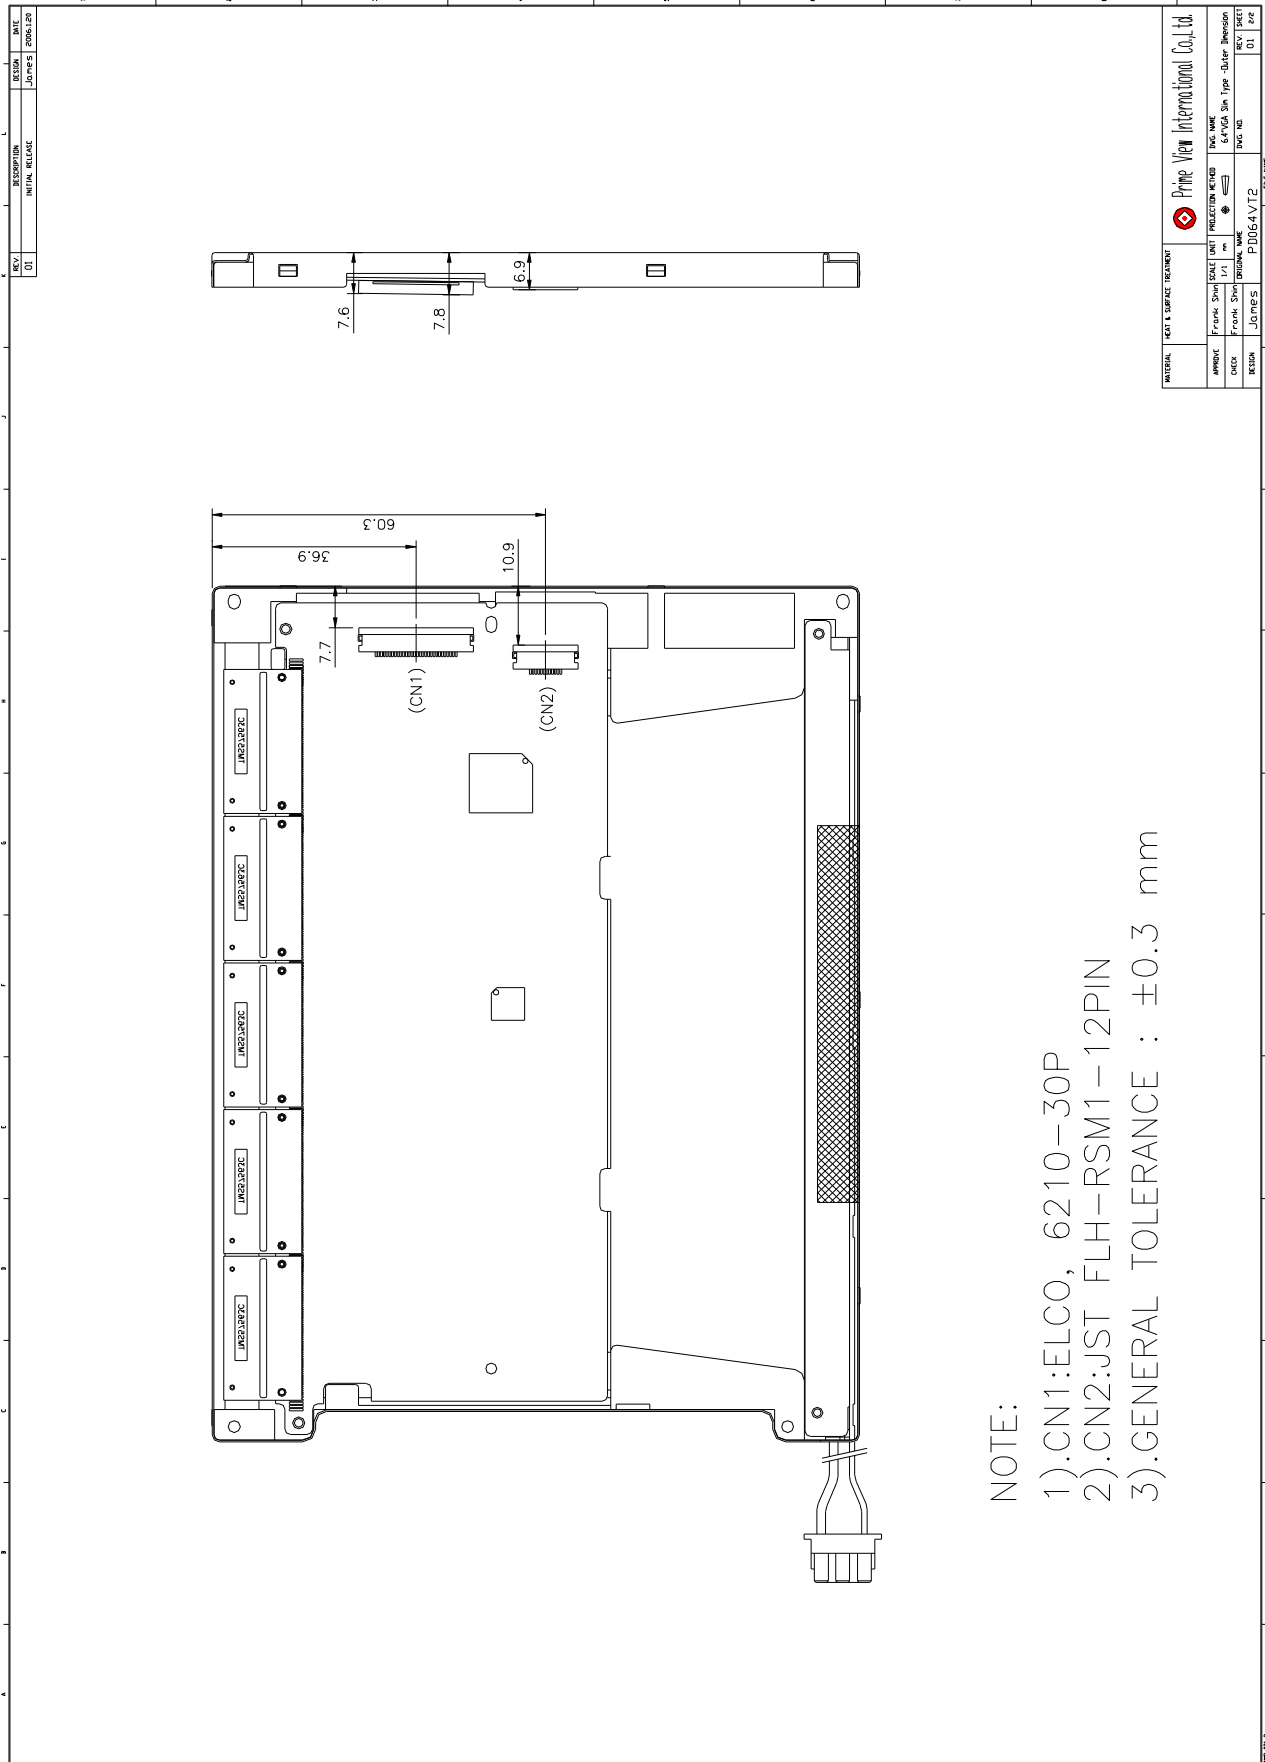 REV. DESCRIPTION DESIGN DATE
01 INITIAL RELEASE James 2006.1.20
7.6
7.8
6.9
60.3
36.9
7.7
10.9
(CN1)
(CN2)
NOTE:
1).CN1:ELCO, 6210-30P
2).CN2:JST FLH-RSM1-12PIN
3).GENERAL TOLERANCE : ±0.3 mm
MATERIAL HEAT & SURFACE TREATMENT
Prime View International Co.,Ltd.
APPROVE Frank Shin SCALE 1/1 UNIT mm PROJECTION METHOD DWG. NAME 6.4"VGA Slim Type -Outer Dimension
CHECK Frank Shin ORIGINAL NAME PD064VT2 DWG. NO. REV. 01 SHEET 2/2
DESIGN James